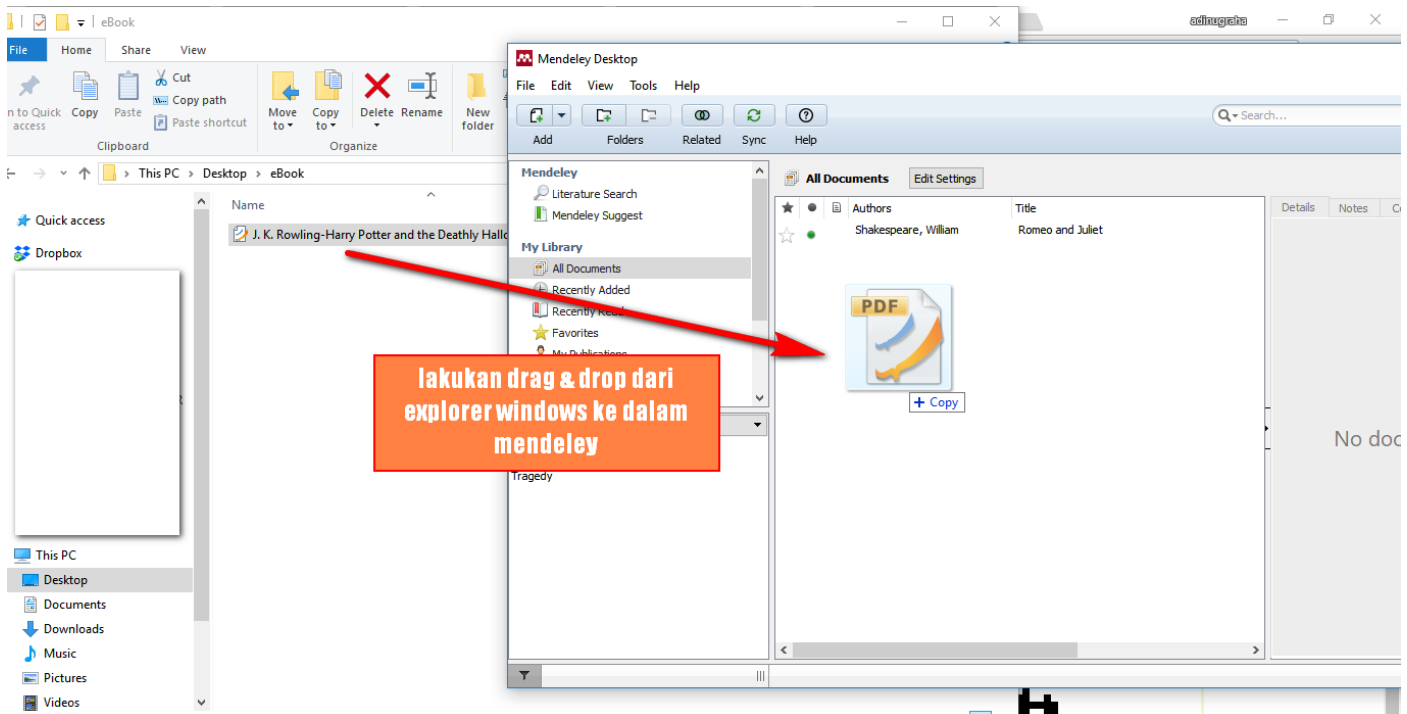 eBook
adinugraha
File Home Share View
Cut
Copy path
Paste shortcut
n to Quick access
Copy
Paste
Move to
Copy to
Delete
Rename
New folder
Clipboard
Organize
This PC > Desktop > eBook
Quick access
Dropbox
This PC
Desktop
Documents
Downloads
Music
Pictures
Videos
Name
J. K. Rowling-Harry Potter and the Deathly Hallo
Mendeley Desktop
File Edit View Tools Help
Add Folders Related Sync Help
Search...
Mendeley
Literature Search
Mendeley Suggest
My Library
All Documents
Recently Added
Recently Read
Favorites
My Publications
Tragedy
All Documents Edit Settings
Authors Title
Shakespeare, William Romeo and Juliet
PDF
+ Copy
Details Notes
No doc
lakukan drag & drop dari
explorer windows ke dalam
mendeley